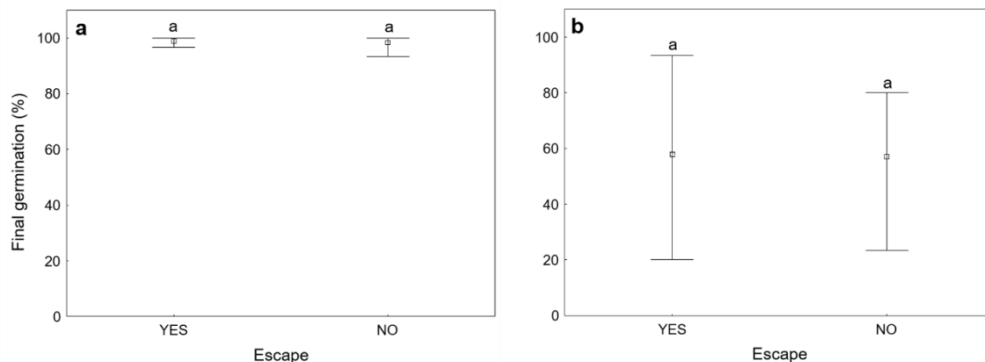 a
a
a
100
80
60
40
20
0
Final germination (%)
YES
NO
Escape
b
a
a
100
80
60
40
20
0
YES
NO
Escape